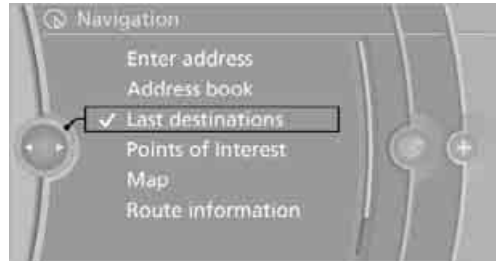 Navigation
Enter address
Address book
Last destinations
Points of Interest
Map
Route information